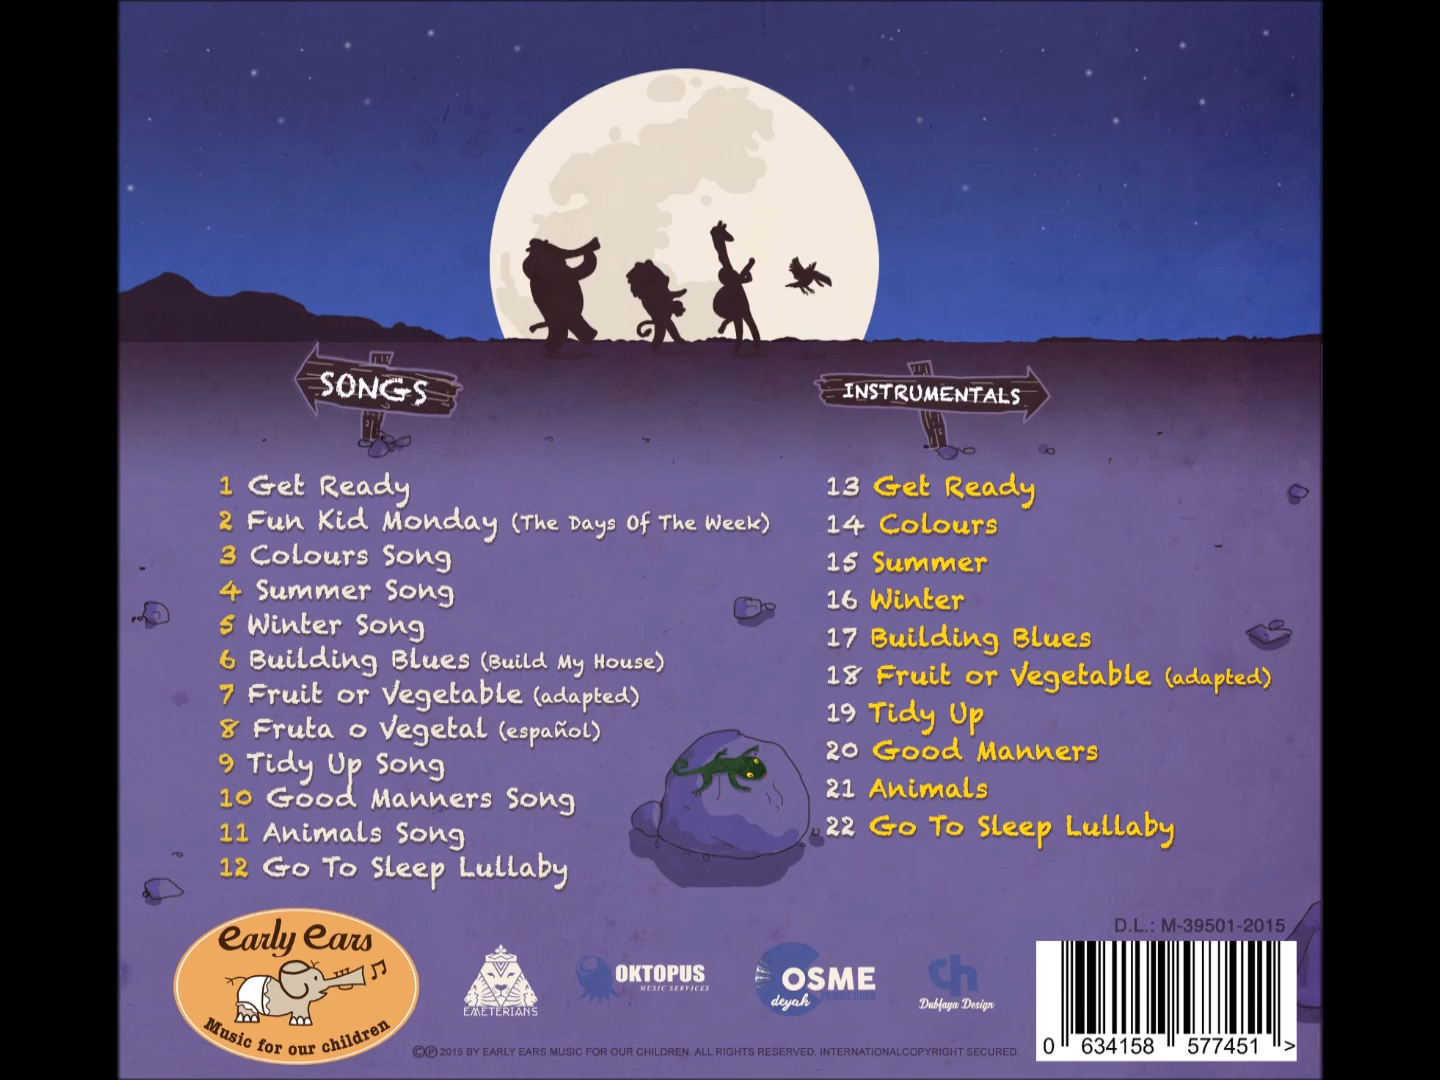 SONGS
1 Get Ready
2 Fun Kid Monday (The Days Of The Week)
3 Colours Song
4 Summer Song
5 Winter Song
6 Building Blues (Build My House)
7 Fruit or Vegetable (adapted)
8 Fruta o Vegetal (español)
9 Tidy Up Song
10 Good Manners Song
11 Animals Song
12 Go To Sleep Lullaby
INSTRUMENTALS
13 Get Ready
14 Colours
15 Summer
16 Winter
17 Building Blues
18 Fruit or Vegetable (adapted)
19 Tidy Up
20 Good Manners
21 Animals
22 Go To Sleep Lullaby
Early Ears
Music for our children
EMETERIANS
OKTOPUS
MUSIC SERVICES
COSME
deyah
PRODUCTIONS
dh
Dubfaya Design
D.L.: M-39501-2015
0 634158 577451 >
©℗ 2015 BY EARLY EARS MUSIC FOR OUR CHILDREN. ALL RIGHTS RESERVED. INTERNATIONALCOPYRIGHT SECURED.